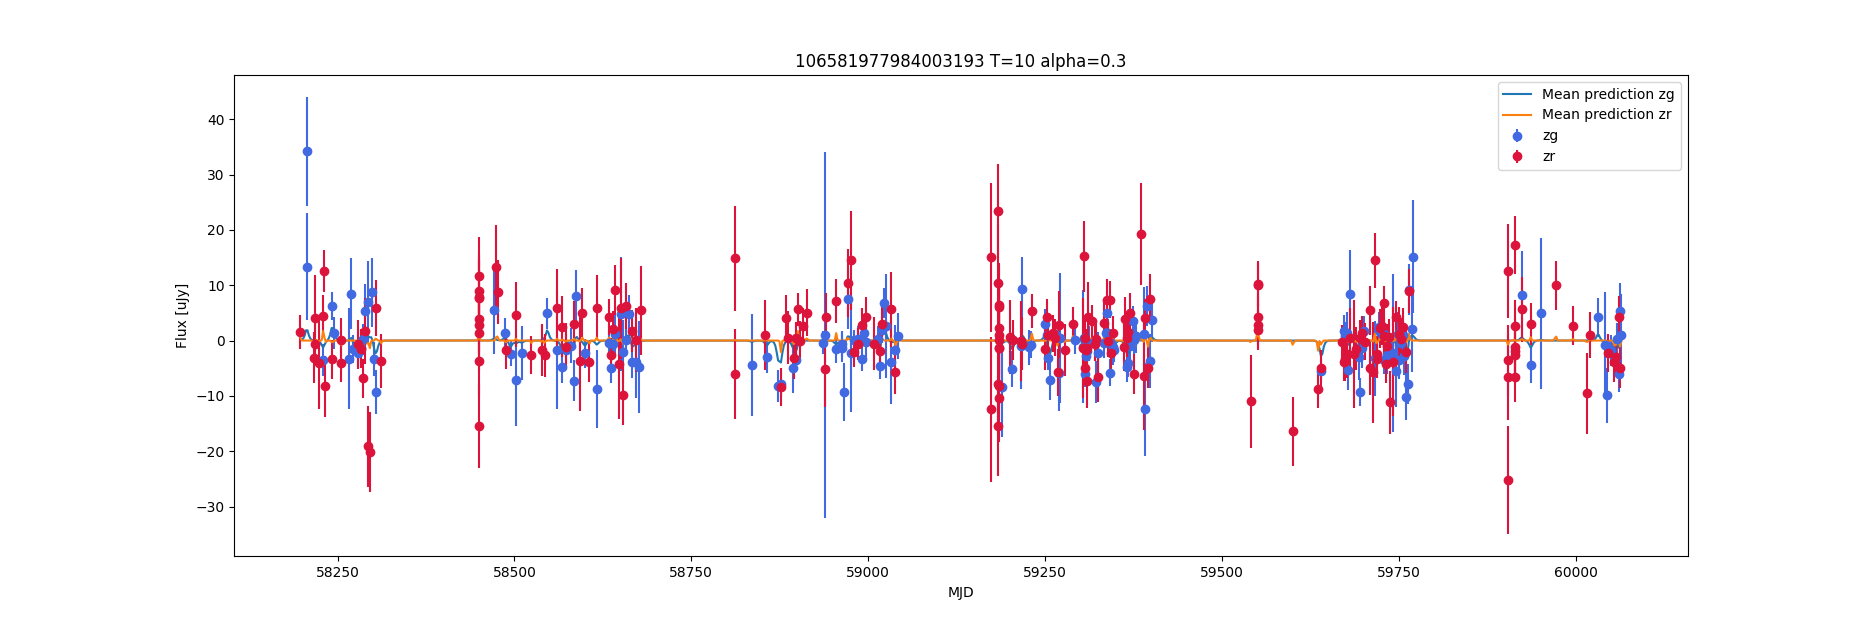 106581977984003193 T=10 alpha=0.3
Mean prediction zg
Mean prediction zr
zg
zr
Flux [uJy]
40
30
20
10
0
−10
−20
−30
58250 58500 58750 59000 59250 59500 59750 60000
MJD